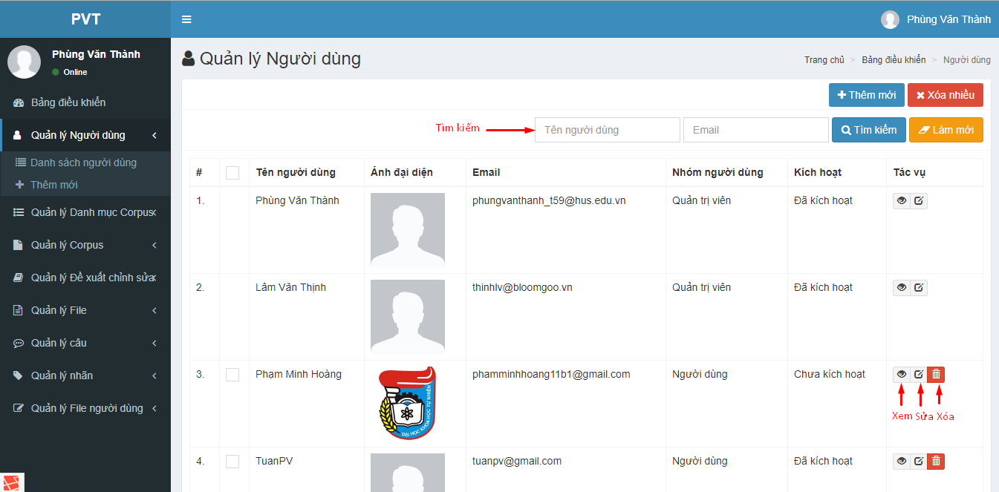 PVT
Phùng Văn Thành
Phùng Văn Thành
Online
Bảng điều khiển
Quản lý Người dùng
Danh sách người dùng
Thêm mới
Quản lý Danh mục Corpus
Quản lý Corpus
Quản lý Đề xuất chỉnh sửa
Quản lý File
Quản lý câu
Quản lý nhãn
Quản lý File người dùng
Quản lý Người dùng
Trang chủ > Bảng điều khiển > Người dùng
Thêm mới Xóa nhiều
Tìm kiếm Tên người dùng Email Tìm kiếm Làm mới
# Tên người dùng Ảnh đại diện Email Nhóm người dùng Kích hoạt Tác vụ
1. Phùng Văn Thành phungvanthanh_t59@hus.edu.vn Quản trị viên Đã kích hoạt
2. Lâm Văn Thịnh thinhlv@bloomgoo.vn Quản trị viên Đã kích hoạt
3. Phạm Minh Hoàng phamminhhoang11b1@gmail.com Người dùng Chưa kích hoạt
ĐẠI HỌC KHOA HỌC TỰ NHIÊN
Xem Sửa Xóa
4. TuanPV tuanpv@gmail.com Người dùng Đã kích hoạt